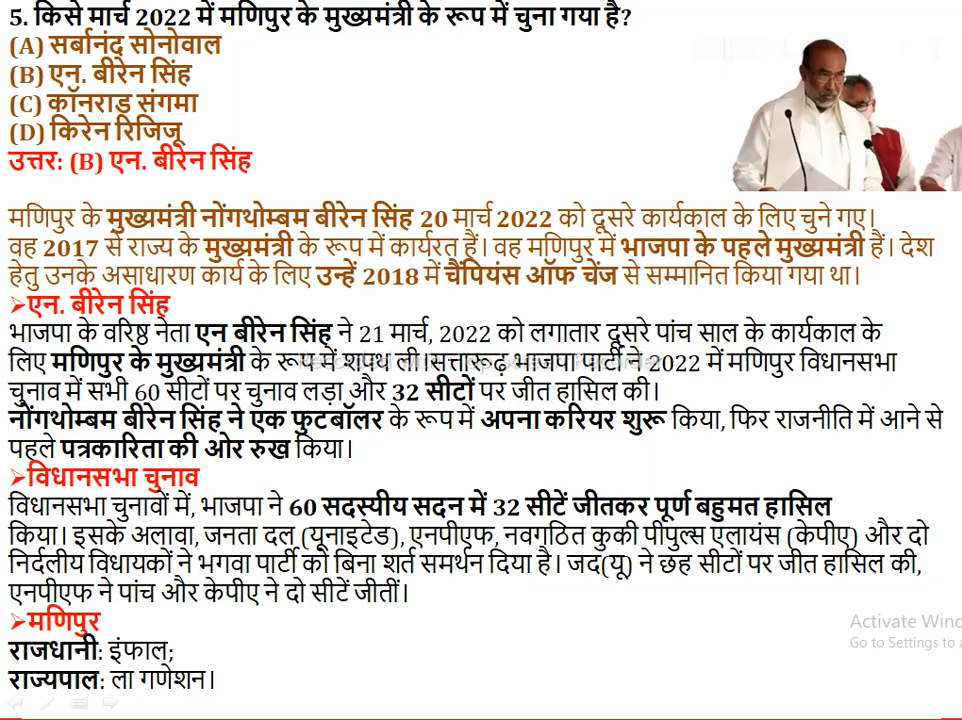 5. किसे मार्च 2022 में मणिपुर के मुख्यमंत्री के रूप में चुना गया है?
(A) सर्बानंद सोनोवाल
(B) एन. बीरेन सिंह
(C) कॉनराड संगमा
(D) किरेन रिजिजू
उत्तर: (B) एन. बीरेन सिंह
मणिपुर के मुख्यमंत्री नोंगथोम्बम बीरेन सिंह 20 मार्च 2022 को दूसरे कार्यकाल के लिए चुने गए।
वह 2017 से राज्य के मुख्यमंत्री के रूप में कार्यरत हैं। वह मणिपुर में भाजपा के पहले मुख्यमंत्री हैं। देश
हेतु उनके असाधारण कार्य के लिए उन्हें 2018 में चैंपियंस ऑफ चेंज से सम्मानित किया गया था।
➢एन. बीरेन सिंह
भाजपा के वरिष्ठ नेता एन बीरेन सिंह ने 21 मार्च, 2022 को लगातार दूसरे पांच साल के कार्यकाल के
लिए मणिपुर के मुख्यमंत्री के रूप में शपथ ली सत्तारूढ़ भाजपा पार्टी ने 2022 में मणिपुर विधानसभा
चुनाव में सभी 60 सीटों पर चुनाव लड़ा और 32 सीटों पर जीत हासिल की।
नोंगथोम्बम बीरेन सिंह ने एक फुटबॉलर के रूप में अपना करियर शुरू किया, फिर राजनीति में आने से
पहले पत्रकारिता की ओर रुख किया।
➢विधानसभा चुनाव
विधानसभा चुनावों में, भाजपा ने 60 सदस्यीय सदन में 32 सीटें जीतकर पूर्ण बहुमत हासिल
किया। इसके अलावा, जनता दल (यूनाइटेड), एनपीएफ, नवगठित कुकी पीपुल्स एलायंस (केपीए) और दो
निर्दलीय विधायकों ने भगवा पार्टी को बिना शर्त समर्थन दिया है। जद(यू) ने छह सीटों पर जीत हासिल की,
एनपीएफ ने पांच और केपीए ने दो सीटें जीतीं।
➢मणिपुर
राजधानी: इंफाल;
राज्यपाल: ला गणेशन।
Activate Winc
Go to Settings to a